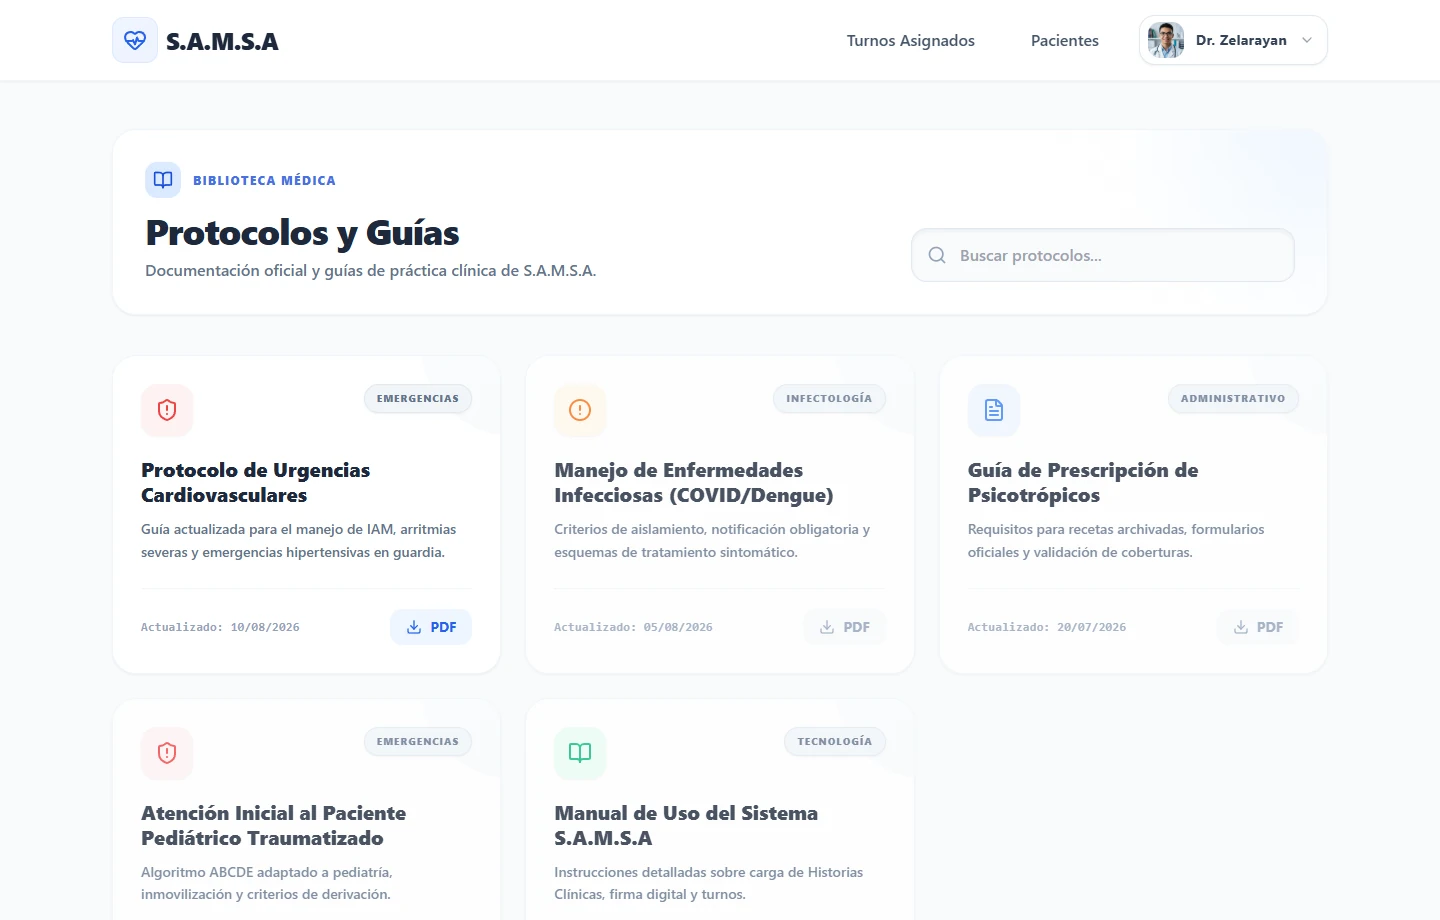 S.A.M.S.A
Turnos Asignados
Pacientes
Dr. Zelarayan
BIBLIOTECA MÉDICA
Protocolos y Guías
Documentación oficial y guías de práctica clínica de S.A.M.S.A.
Buscar protocolos...
EMERGENCIAS
Protocolo de Urgencias
Cardiovasculares
Guía actualizada para el manejo de IAM, arritmias
severas y emergencias hipertensivas en guardia.
Actualizado: 10/08/2026
PDF
INFECTOLOGÍA
Manejo de Enfermedades
Infecciosas (COVID/Dengue)
Criterios de aislamiento, notificación obligatoria y
esquemas de tratamiento sintomático.
Actualizado: 05/08/2026
PDF
ADMINISTRATIVO
Guía de Prescripción de
Psicotrópicos
Requisitos para recetas archivadas, formularios
oficiales y validación de coberturas.
Actualizado: 20/07/2026
PDF
EMERGENCIAS
Atención Inicial al Paciente
Pediátrico Traumatizado
Algoritmo ABCDE adaptado a pediatría,
inmovilización y criterios de derivación.
TECNOLOGÍA
Manual de Uso del Sistema
S.A.M.S.A
Instrucciones detalladas sobre carga de Historias
Clínicas, firma digital y turnos.